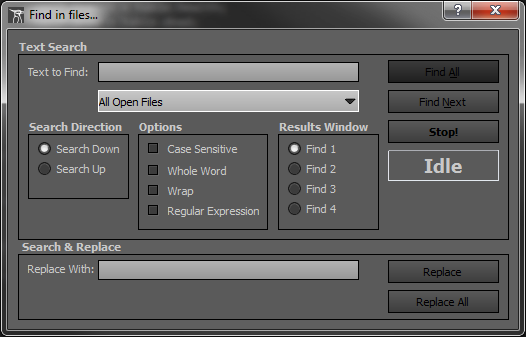 Find in files...
?
Text Search
Text to Find:
Find All
All Open Files
Find Next
Search Direction
Options
Results Window
Stop!
Search Down
Case Sensitive
Find 1
Search Up
Whole Word
Find 2
Idle
Wrap
Find 3
Regular Expression
Find 4
Search & Replace
Replace With:
Replace
Replace All